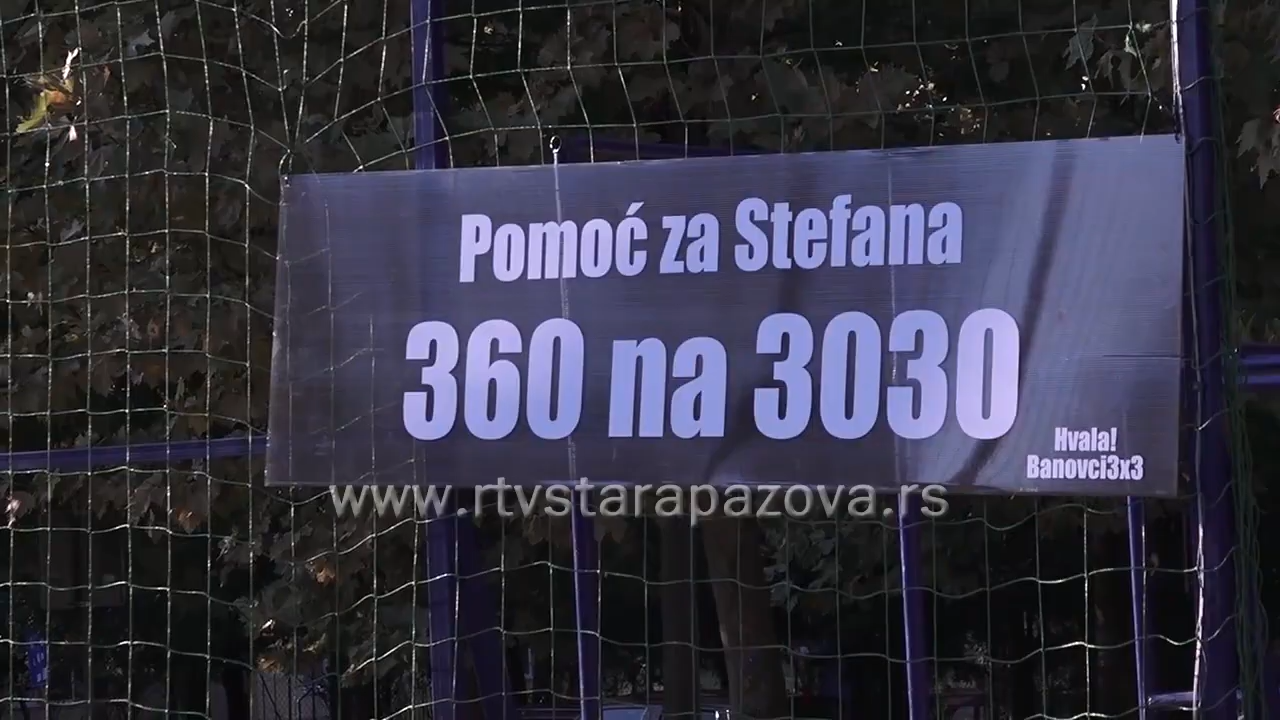 Pomoć za Stefana
360 na 3030
Hvala!
Banovci3x3
www.rtvstarapazova.rs